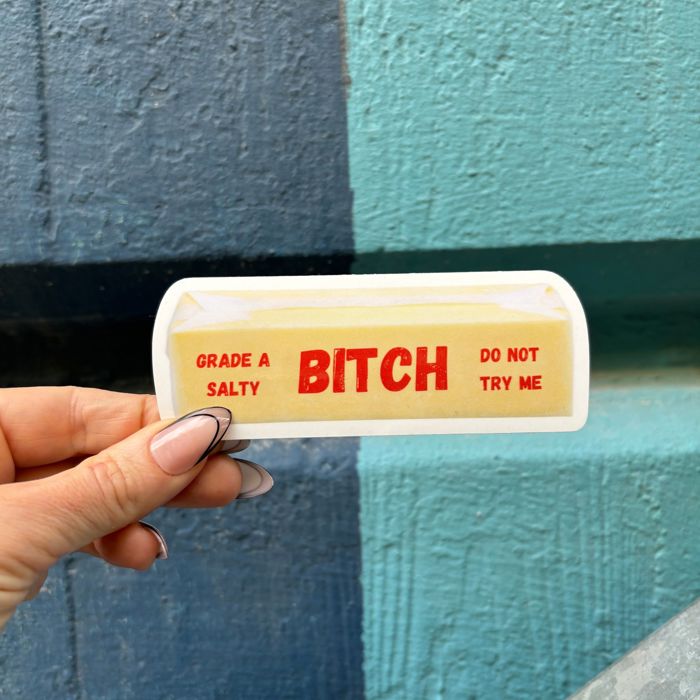 GRADE A
SALTY
BITCH
DO NOT
TRY ME